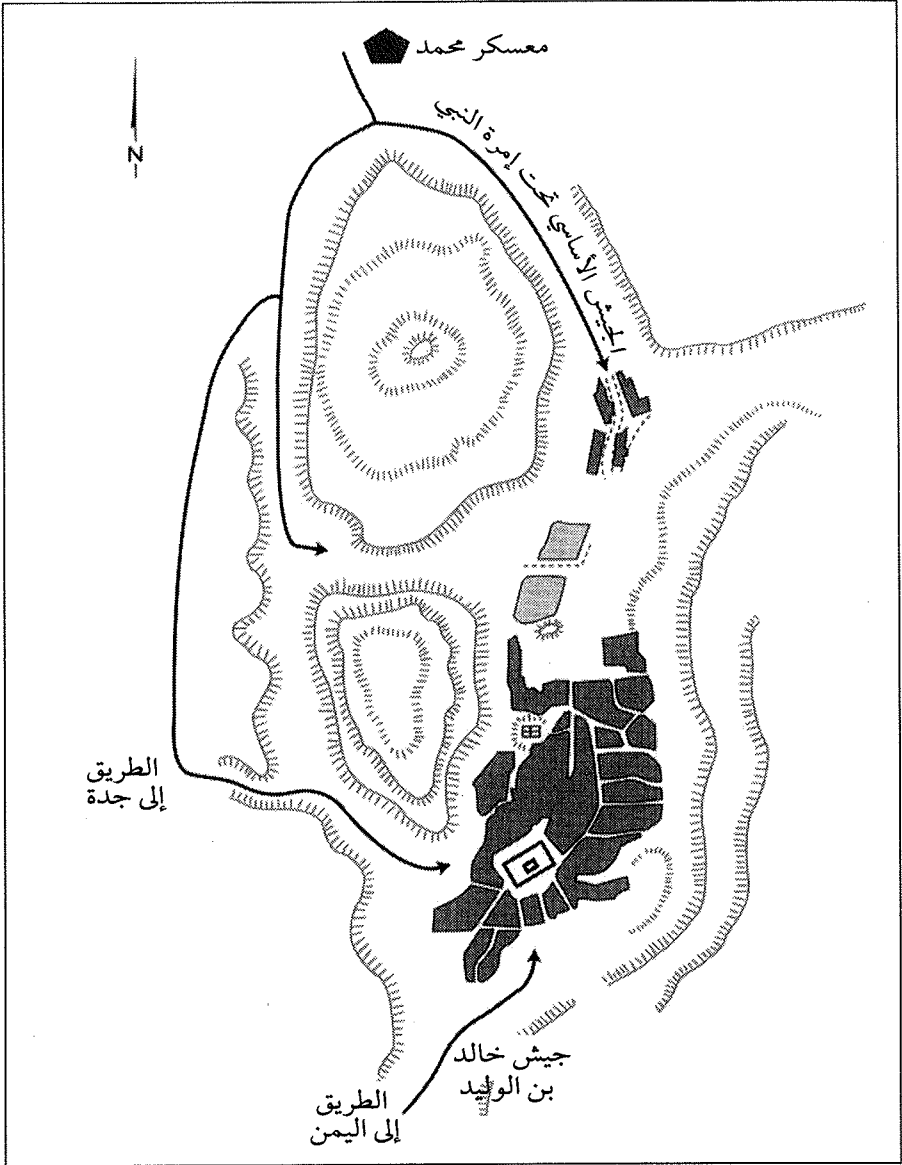 معسكر محمد
N
الجيش الأساسي تحت إمرة النبي
الطريق
إلى جدة
جيش خالد
بن الوليد
الطريق
إلى اليمن